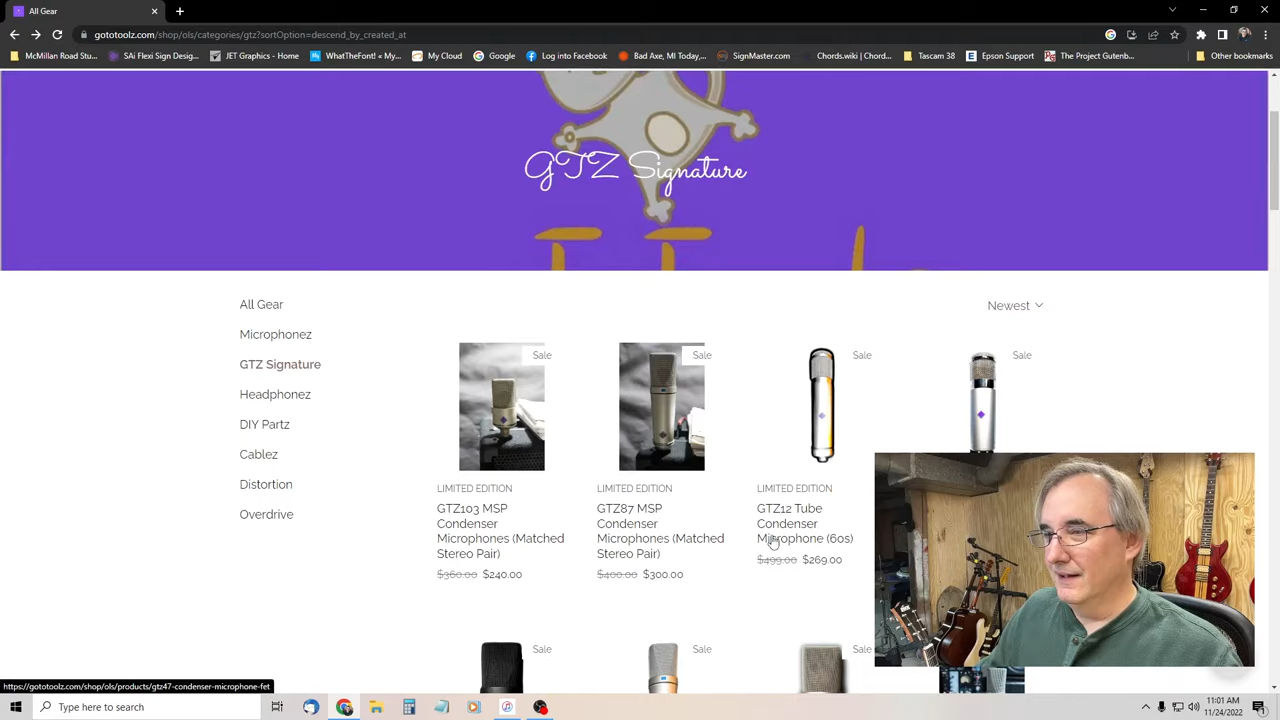 All Gear
gototoolz.com/shop/ols/categories/gtz?sortOption=descend_by_created_at
McMillan Road Stu...
SAi Flexi Sign Desig...
JET Graphics - Home
WhatTheFont! « My...
My Cloud
Google
Log into Facebook
Bad Axe, MI Today,...
SignMaster.com
Chords.wiki | Chord...
Tascam 38
Epson Support
The Project Gutenb...
Other bookmarks
GTZ Signature
All Gear
Newest
Microphonez
GTZ Signature
Headphonez
DIY Partz
Cablez
Distortion
Overdrive
Sale
Sale
Sale
Sale
LIMITED EDITION
GTZ103 MSP
Condenser
Microphones (Matched
Stereo Pair)
$360.00 $240.00
LIMITED EDITION
GTZ87 MSP
Condenser
Microphones (Matched
Stereo Pair)
$400.00 $300.00
LIMITED EDITION
GTZ12 Tube
Condenser
Microphone (60s)
$499.00 $269.00
Sale
Sale
Sale
https://gototoolz.com/shop/ols/products/gtz47-condenser-microphone-fet
Type here to search
11:01 AM
11/24/2022